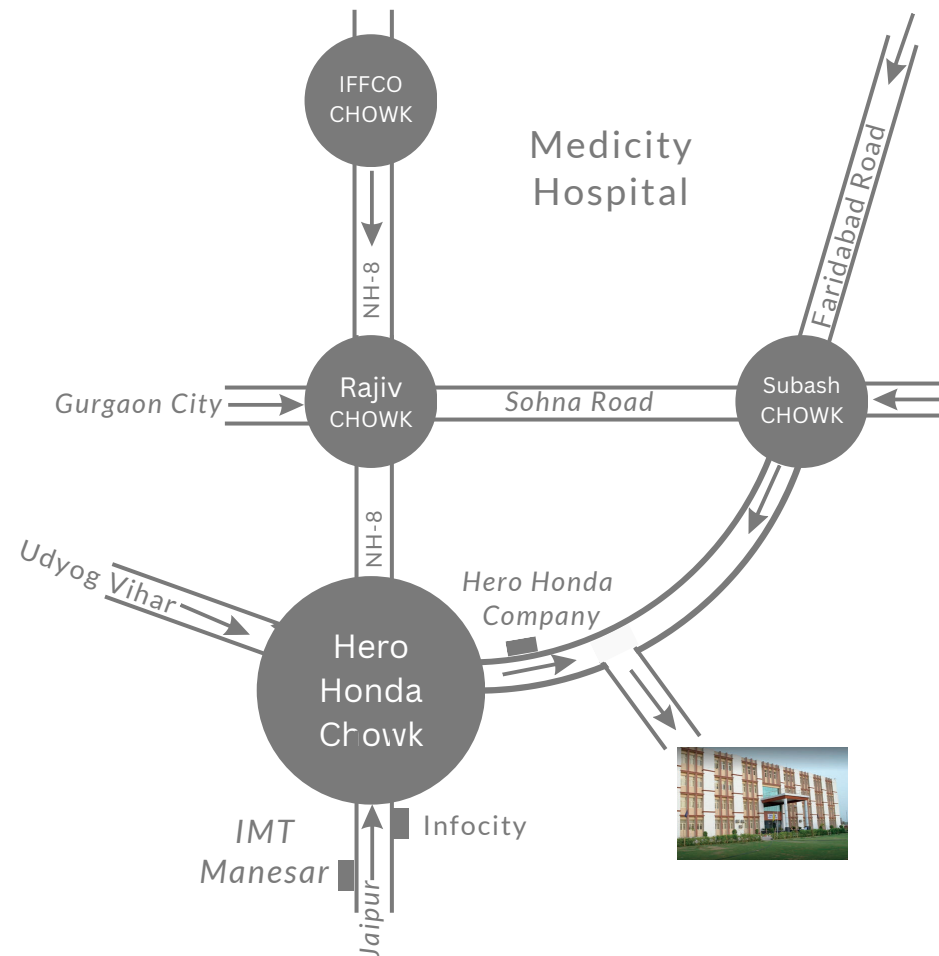 IFFCO
CHOWK
Medicity
Hospital
Faridabad Road
NH-8
Gurgaon City
Rajiv
CHOWK
Sohna Road
Subash
CHOWK
NH-8
Udyog Vihar
Hero Honda
Company
Hero
Honda
Chowk
IMT
Manesar
Infocity
Jaipur